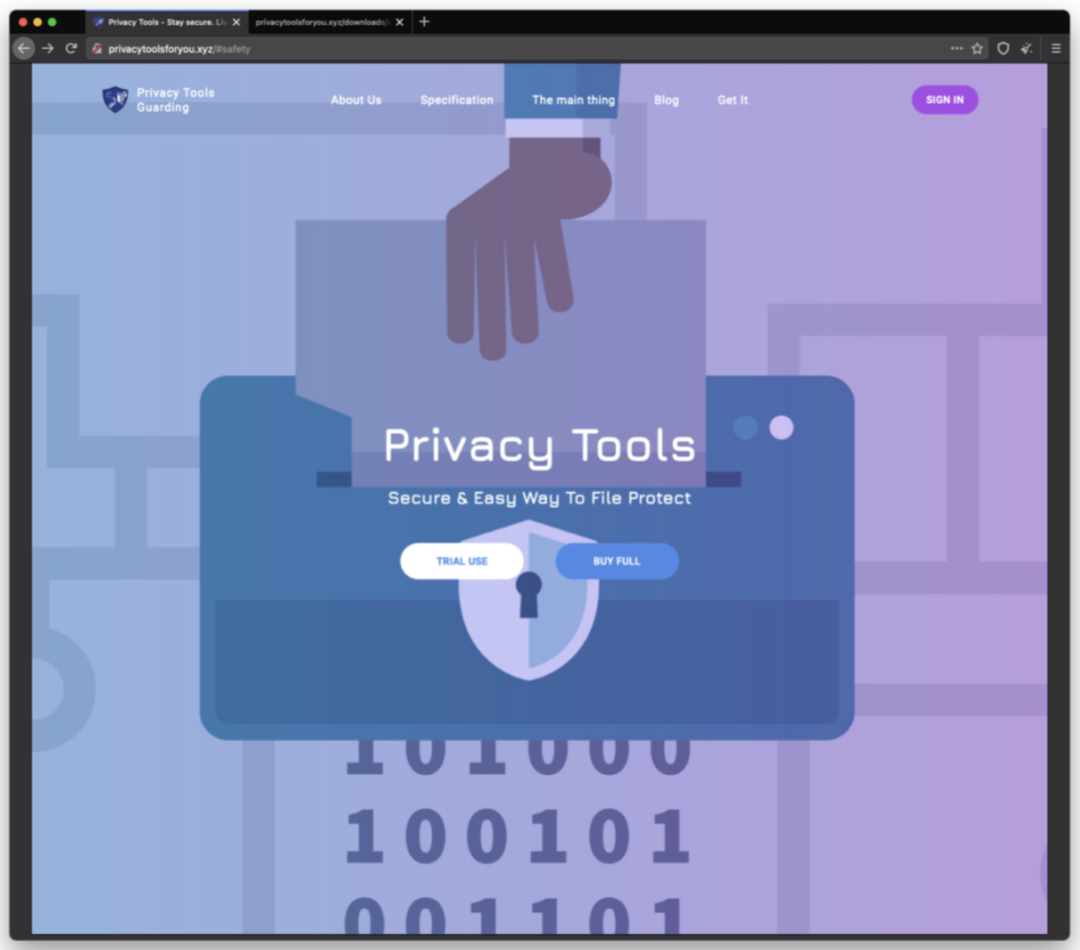 Privacy Tools - Stay secure. Li
privacytoolsforyou.xyz/downloads/
privacytoolsforyou.xyz/#safety
Privacy Tools
Guarding
About Us
Specification
The main thing
Blog
Get It
SIGN IN
Privacy Tools
Secure & Easy Way To File Protect
TRIAL USE
BUY FULL
101000
100101
001101